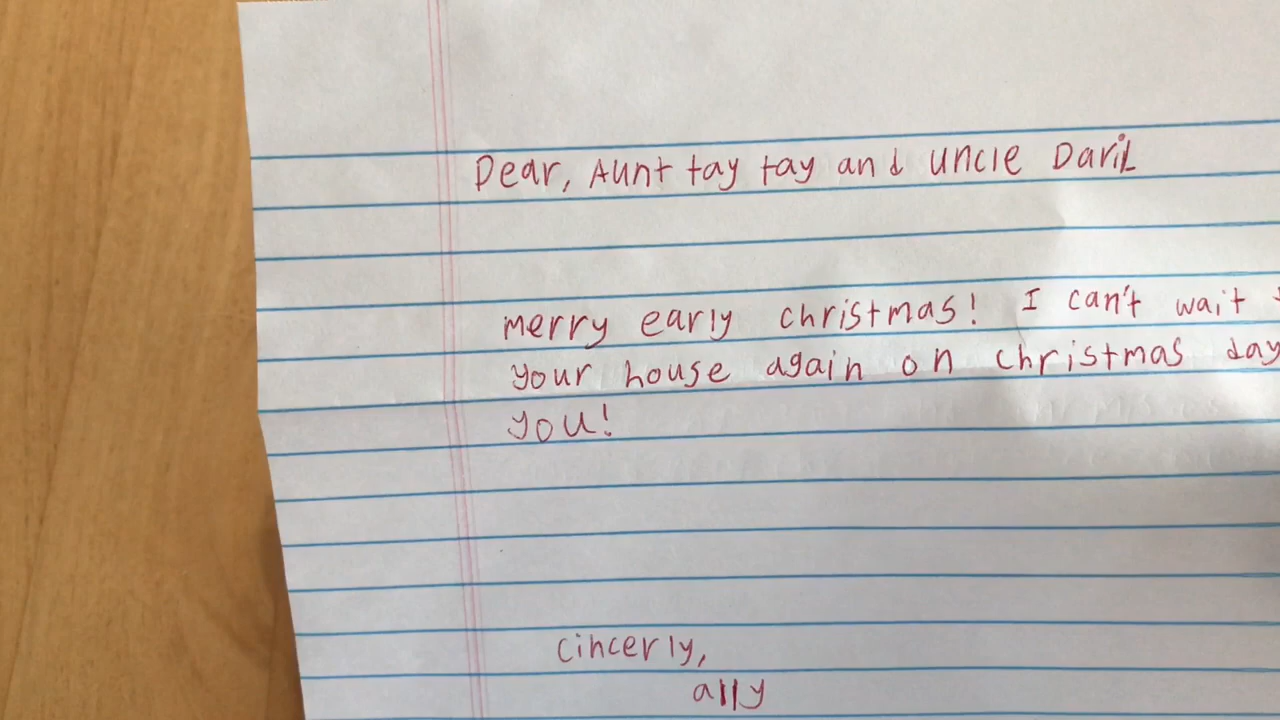 Dear, Aunt tay tay and uncle Daril
merry early christmas! I can't wait
your house again on christmas day
you!
cincerly,
ally